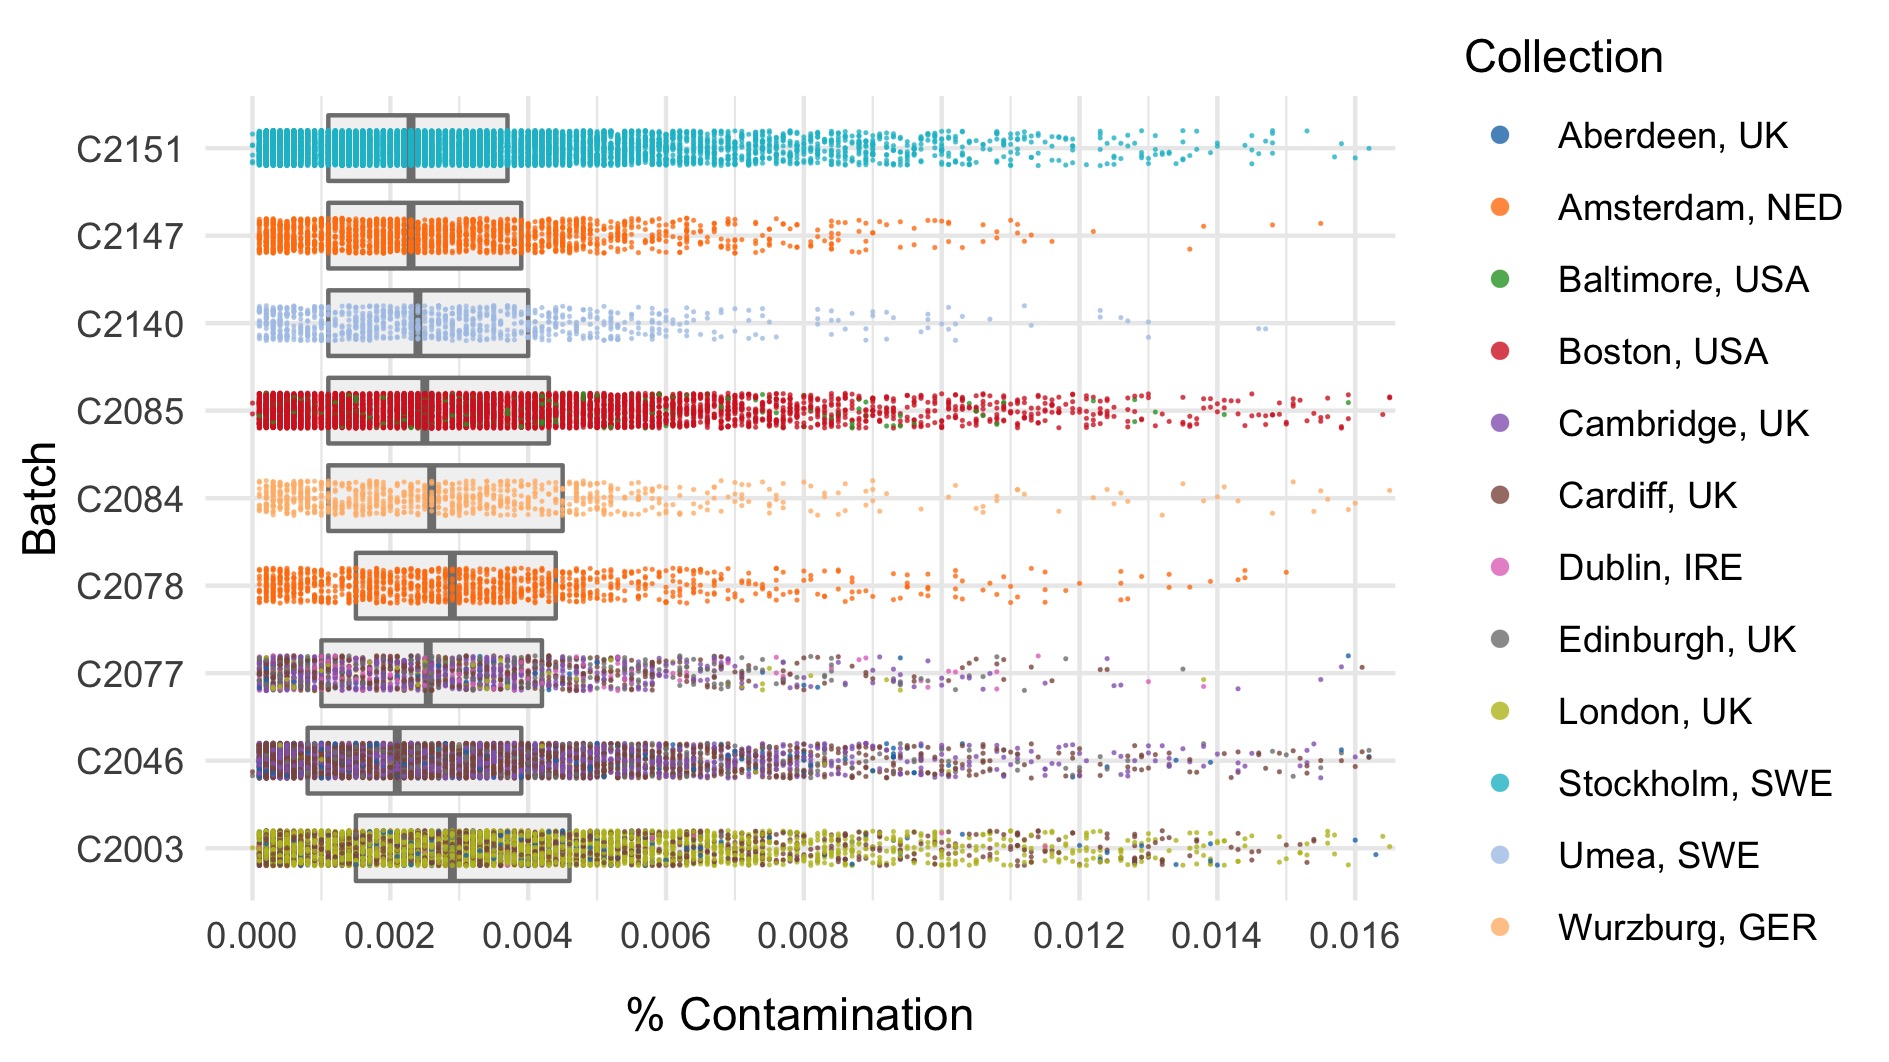 Collection
Aberdeen, UK
Amsterdam, NED
Baltimore, USA
Boston, USA
Cambridge, UK
Cardiff, UK
Dublin, IRE
Edinburgh, UK
London, UK
Stockholm, SWE
Umea, SWE
Wurzburg, GER
Batch
C2151
C2147
C2140
C2085
C2084
C2078
C2077
C2046
C2003
0.000 0.002 0.004 0.006 0.008 0.010 0.012 0.014 0.016
% Contamination